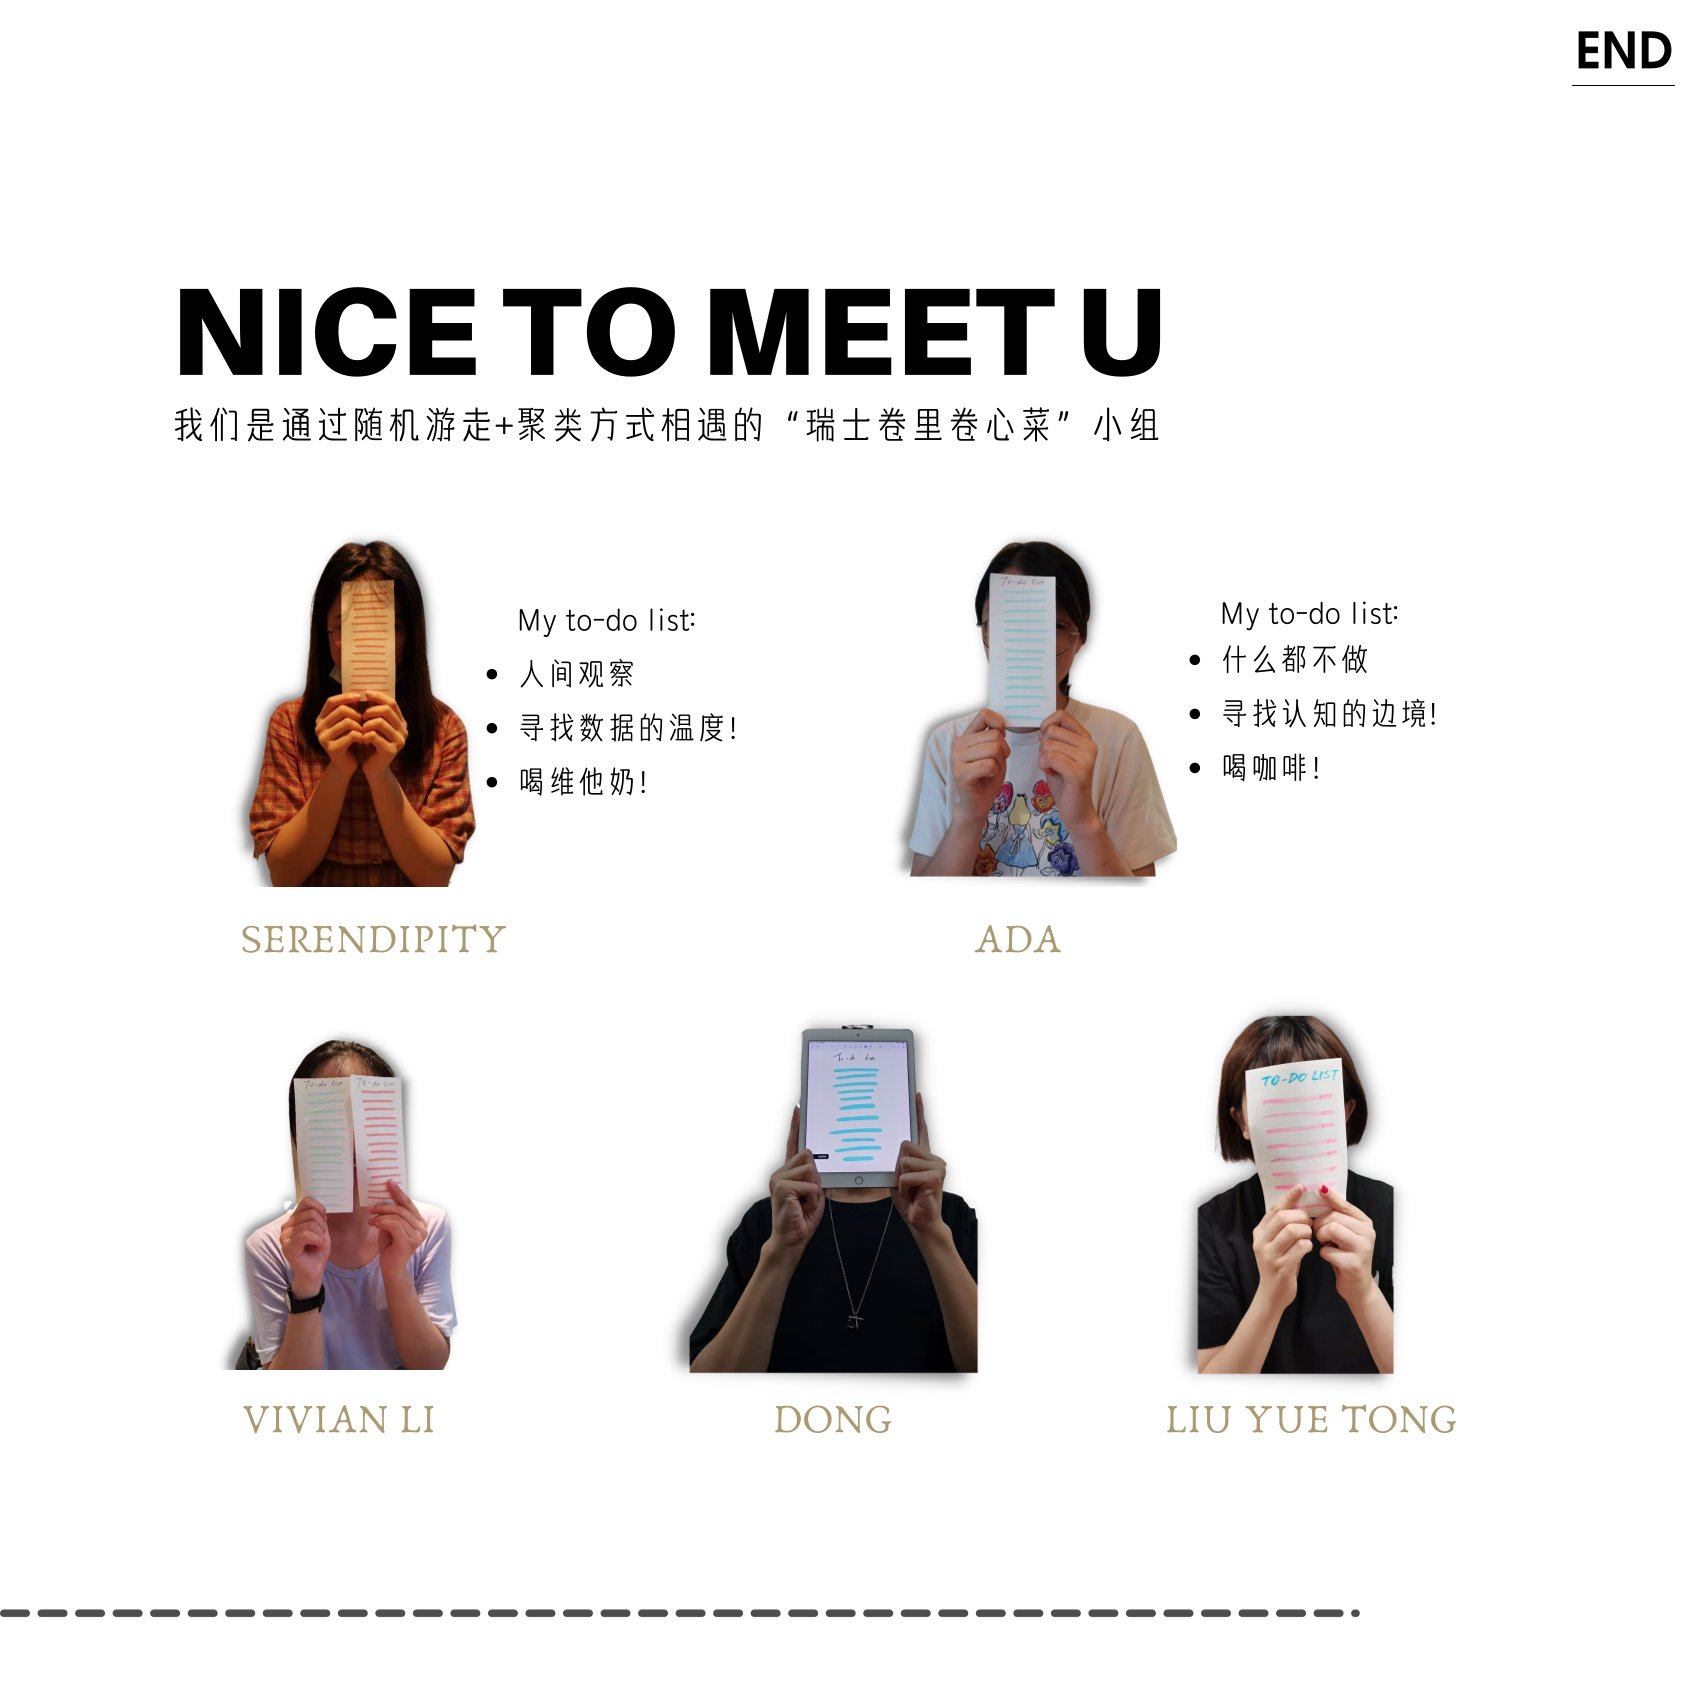 END
NICE TO MEET U
我们是通过随机游走+聚类方式相遇的“瑞士卷里卷心菜”小组
My to-do list:
人间观察
寻找数据的温度!
喝维他奶!
My to-do list:
什么都不做
寻找认知的边境!
喝咖啡!
To-do list
SERENDIPITY
ADA
To-do list
To-do list
To-do list
TO-DO LIST
VIVIAN LI
DONG
LIU YUE TONG